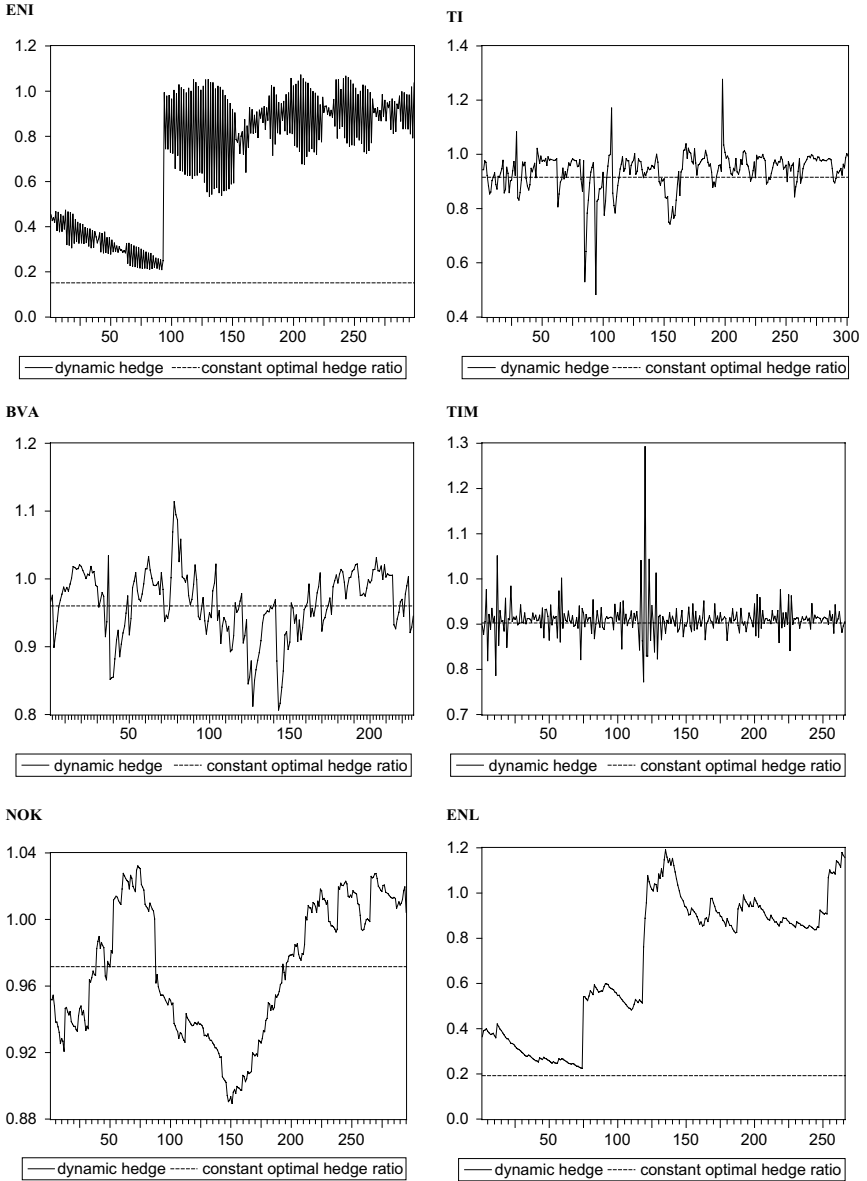 ENI
1.2
1.0
0.8
0.6
0.4
0.2
0.0
50 100 150 200 250
dynamic hedge constant optimal hedge ratio
TI
1.4
1.2
1.0
0.8
0.6
0.4
50 100 150 200 250 300
dynamic hedge constant optimal hedge ratio
BVA
1.2
1.1
1.0
0.9
0.8
50 100 150 200
dynamic hedge constant optimal hedge ratio
TIM
1.3
1.2
1.1
1.0
0.9
0.8
0.7
50 100 150 200 250
dynamic hedge constant optimal hedge ratio
NOK
1.04
1.00
0.96
0.92
0.88
50 100 150 200 250
dynamic hedge constant optimal hedge ratio
ENL
1.2
1.0
0.8
0.6
0.4
0.2
0.0
50 100 150 200 250
dynamic hedge constant optimal hedge ratio